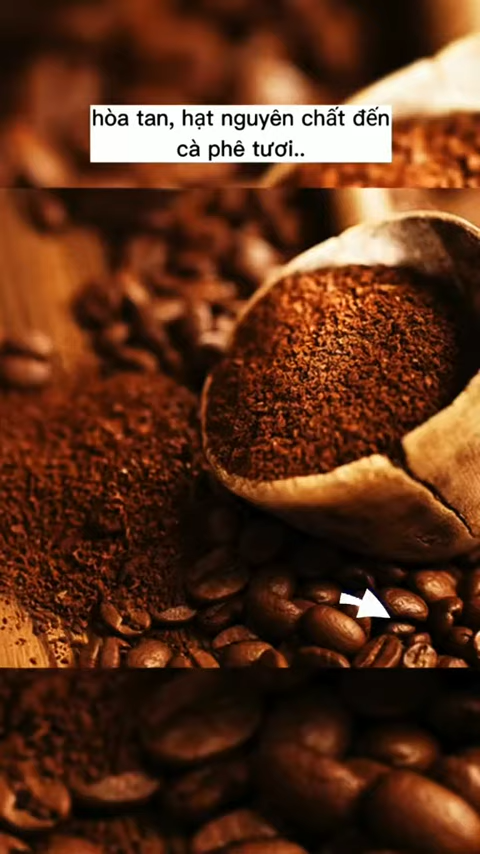 hòa tan, hạt nguyên chất đến
cà phê tươi..